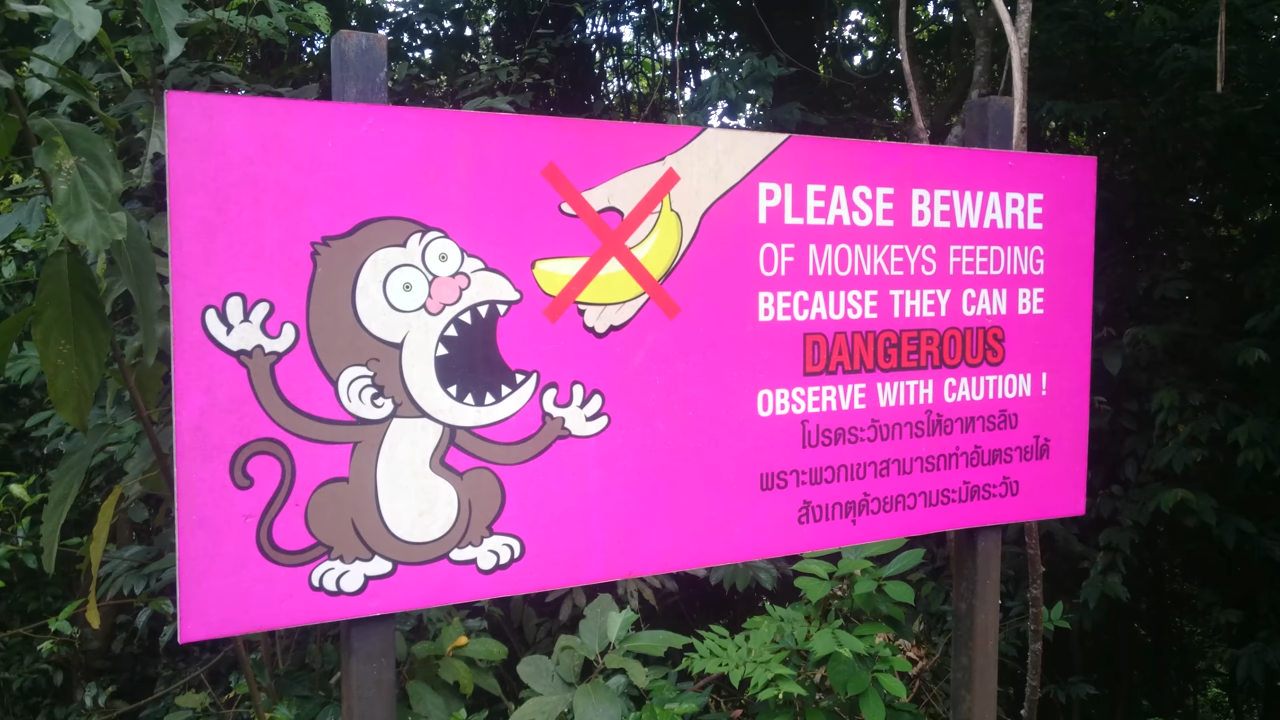 PLEASE BEWARE
OF MONKEYS FEEDING
BECAUSE THEY CAN BE
DANGEROUS
OBSERVE WITH CAUTION !
โปรดระวังการให้อาหารลิง
พราะพวกเขาสามารถทำอันตรายได้
สังเกตุด้วยความระมัดระวัง